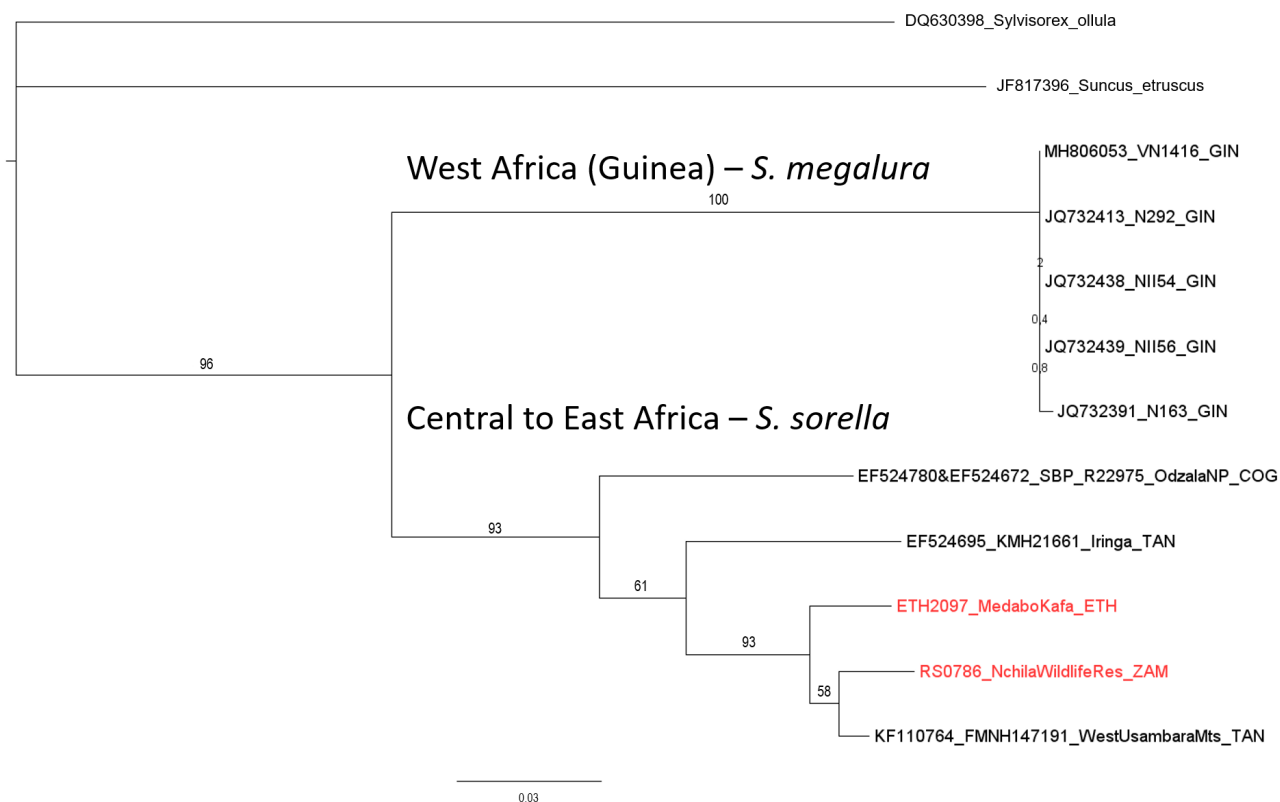 DQ630398_Sylvisorex_ollula
JF817396_Suncus_etruscus
MH806053_VN1416_GIN
West Africa (Guinea) – S. megalura
100
JQ732413_N292_GIN
2
JQ732438_NII54_GIN
0,4
JQ732439_NII56_GIN
0,8
96
JQ732391_N163_GIN
Central to East Africa – S. sorella
EF524780&EF524672_SBP_R22975_OdzalaNP_COG
93
EF524695_KMH21661_Iringa_TAN
61
ETH2097_MedaboKafa_ETH
93
RS0786_NchilaWildlifeRes_ZAM
58
KF110764_FMNH147191_WestUsambaraMts_TAN
0.03